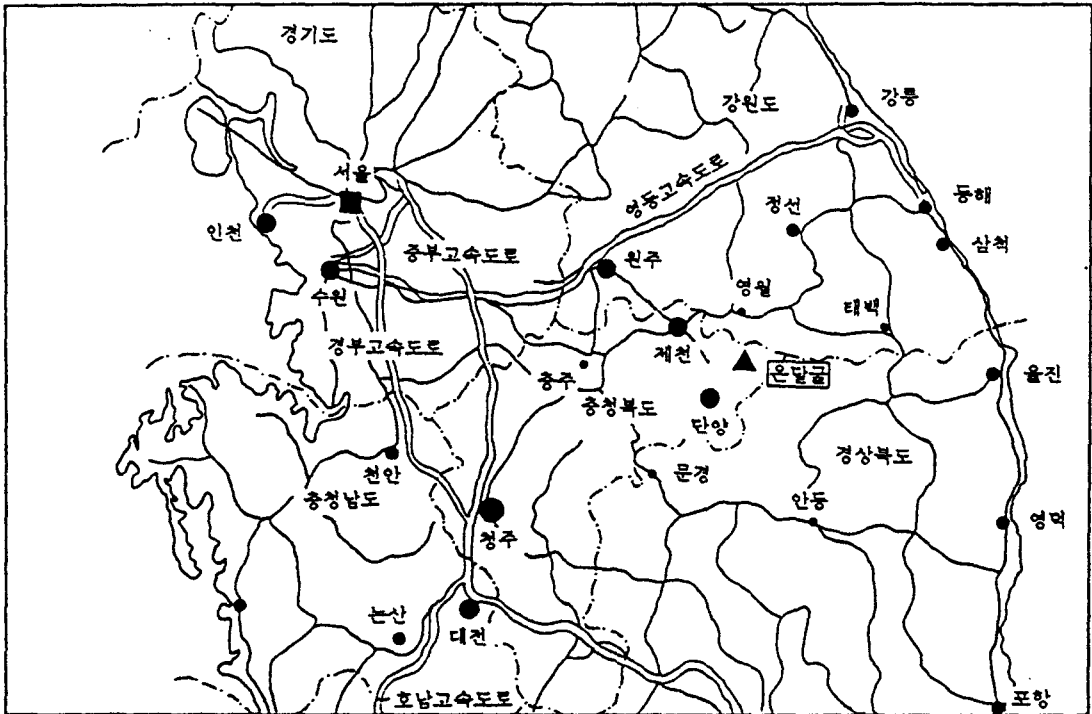 경기도
강원도
강릉
서울
영동고속도로
인천
정선
동해
삼척
중부고속도로
원주
수원
영월
태백
경부고속도로
제천
온달굴
울진
충주
충청북도
단양
천안
문경
경상북도
충청남도
안동
청주
영덕
논산
대전
호남고속도로
포항